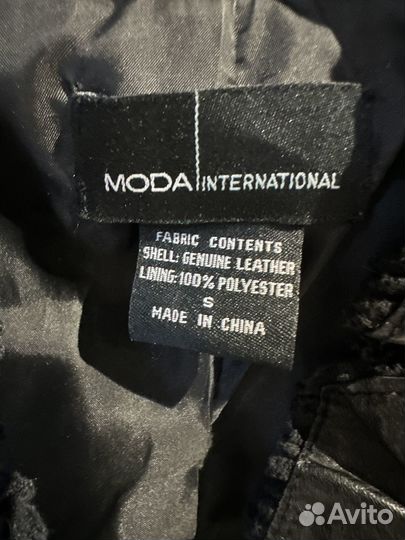 MODA INTERNATIONAL
FABRIC CONTENTS
SHELL: GENUINE LEATHER
LINING: 100% POLYESTER
S
MADE IN CHINA
Avito